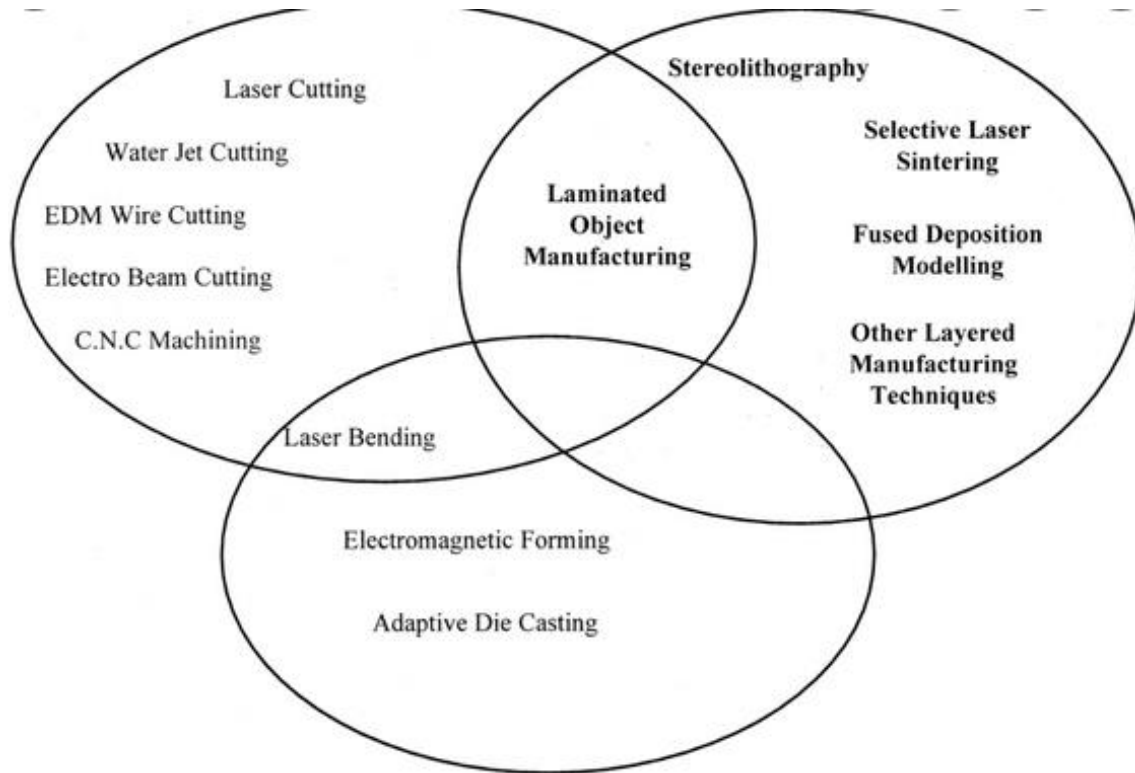 Laser Cutting
Water Jet Cutting
EDM Wire Cutting
Electro Beam Cutting
C.N.C Machining
Laminated
Object
Manufacturing
Stereolithography
Selective Laser
Sintering
Fused Deposition
Modelling
Other Layered
Manufacturing
Techniques
Laser Bending
Electromagnetic Forming
Adaptive Die Casting